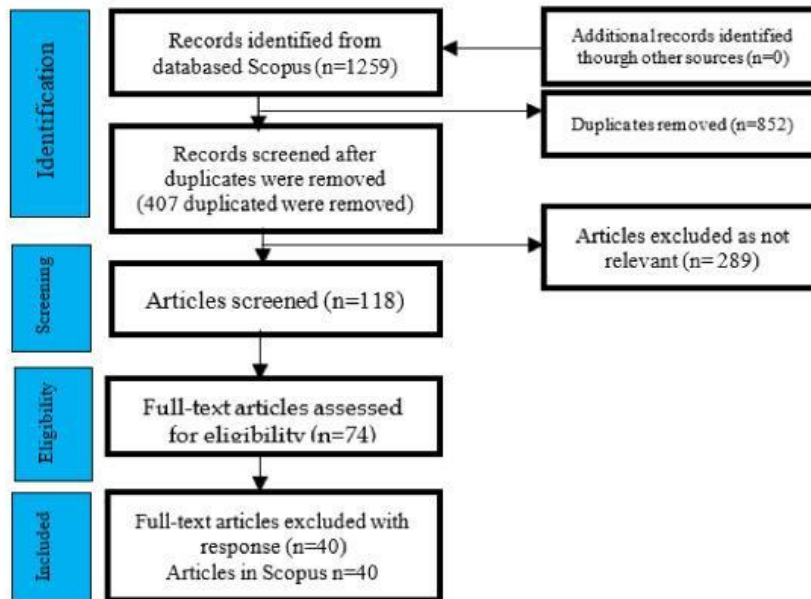 Identification
Records identified from
databased Scopus (n=1259)
Additional records identified
thourgh other sources (n=0)
Duplicates removed (n=852)
Records screened after
duplicates were removed
(407 duplicated were removed)
Articles excluded as not
relevant (n= 289)
Screening
Articles screened (n=118)
Eligibility
Full-text articles assessed
for eligibility (n=74)
Included
Full-text articles excluded with
response (n=40)
Articles in Scopus n=40